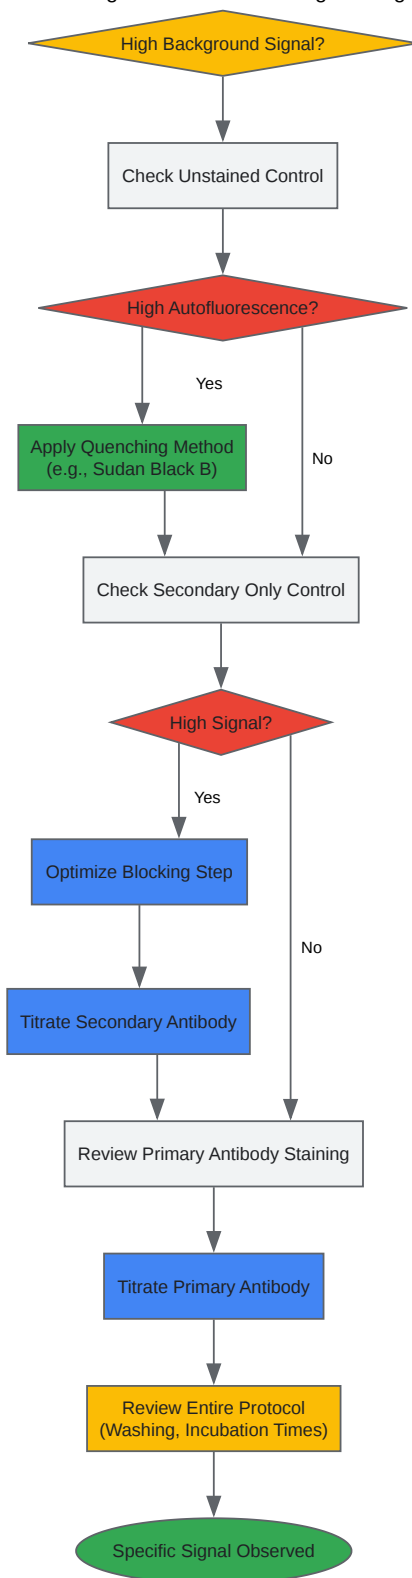 High Background Signal?
Check Unstained Control
High Autofluorescence?
Yes
Apply Quenching Method
(e.g., Sudan Black B)
No
Check Secondary Only Control
High Signal?
Yes
Optimize Blocking Step
No
Titrate Secondary Antibody
Review Primary Antibody Staining
Titrate Primary Antibody
Review Entire Protocol
(Washing, Incubation Times)
Specific Signal Observed